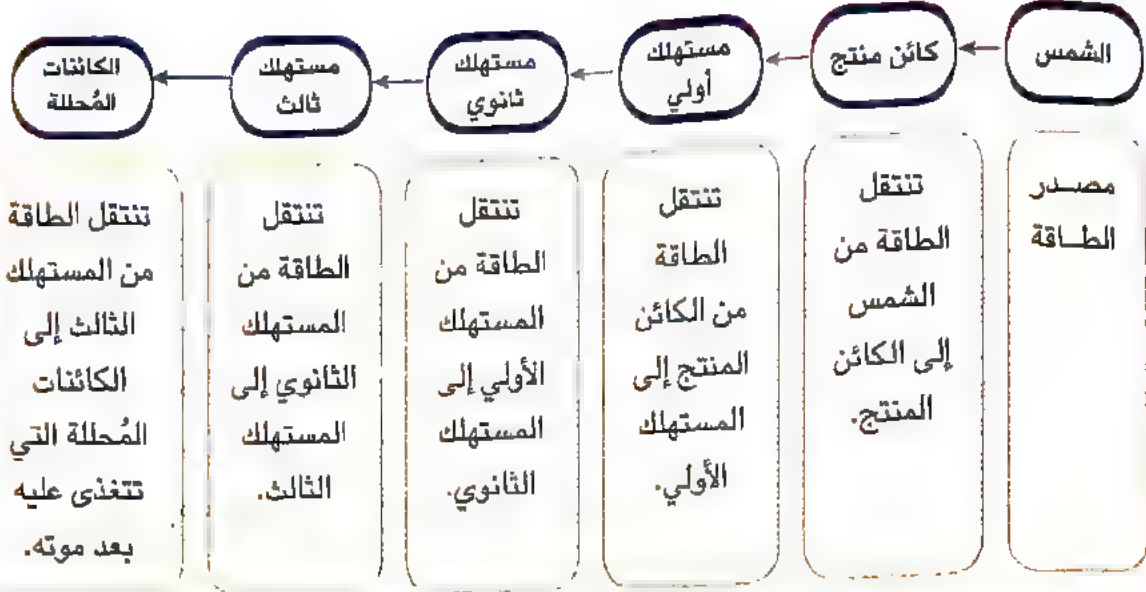 الشمس
كائن منتج
مستهلك
أولي
مستهلك
ثانوي
مستهلك
ثالث
الكائنات
المُحللة
مصدر
الطاقة
تنتقل
الطاقة من
الشمس
إلى الكائن
المنتج.
تنتقل
الطاقة
من الكائن
المنتج إلى
المستهلك
الأولي.
تنتقل
الطاقة من
المستهلك
الأولي إلى
المستهلك
الثانوي.
تنتقل
الطاقة من
المستهلك
الثانوي إلى
المستهلك
الثالث.
تنتقل الطاقة
من المستهلك
الثالث إلى
الكائنات
المُحللة التي
تتغذى عليه
بعد موته.